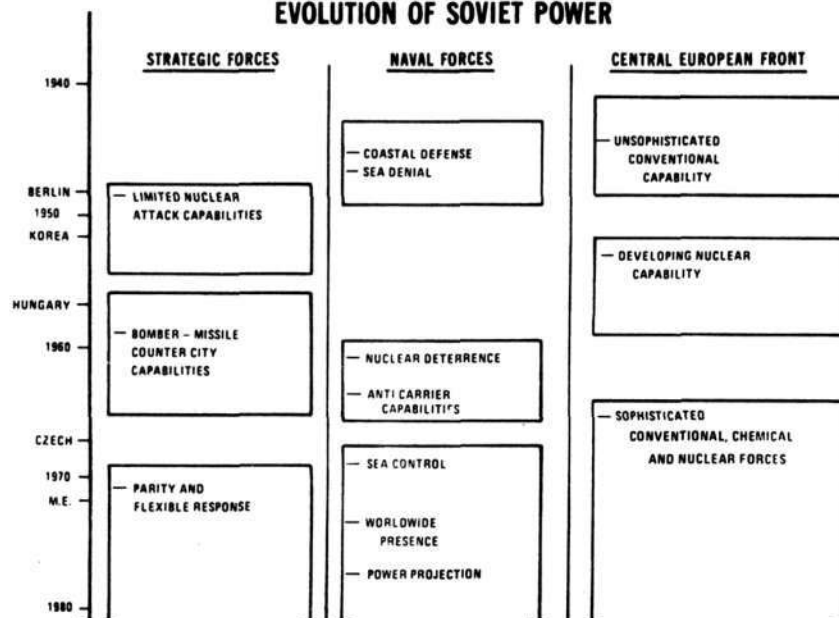 EVOLUTION OF SOVIET POWER
STRATEGIC FORCES
NAVAL FORCES
CENTRAL EUROPEAN FRONT
1940
BERLIN
1950
KOREA
HUNGARY
1960
CZECH
1970
M.E.
1980
— LIMITED NUCLEAR
ATTACK CAPABILITIES
— BOMBER – MISSILE
COUNTER CITY
CAPABILITIES
— PARITY AND
FLEXIBLE RESPONSE
— COASTAL DEFENSE
— SEA DENIAL
— NUCLEAR DETERRENCE
— ANTI CARRIER
CAPABILITIES
— SEA CONTROL
— WORLDWIDE
PRESENCE
— POWER PROJECTION
— UNSOPHISTICATED
CONVENTIONAL
CAPABILITY
— DEVELOPING NUCLEAR
CAPABILITY
— SOPHISTICATED
CONVENTIONAL, CHEMICAL
AND NUCLEAR FORCES